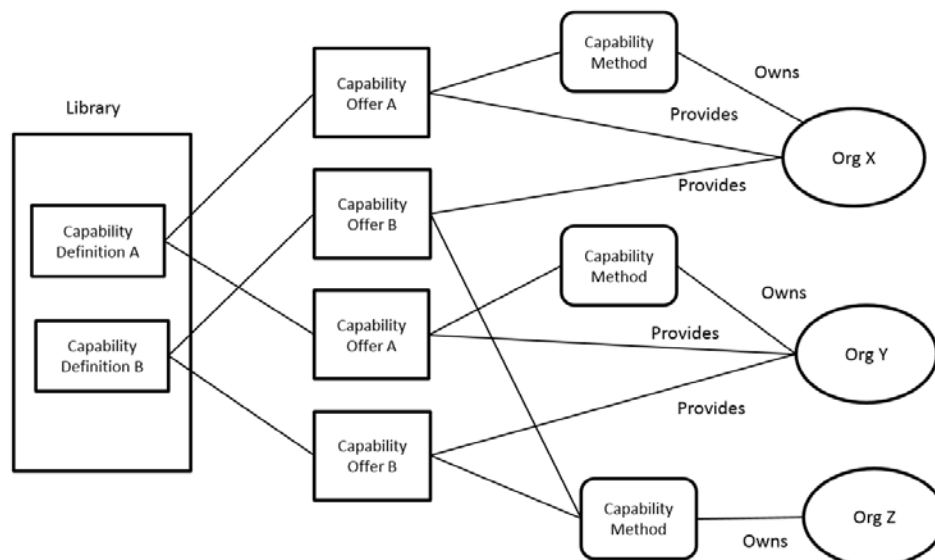 Library
Capability
Definition A
Capability
Definition B
Capability
Offer A
Capability
Offer B
Capability
Offer A
Capability
Offer B
Capability
Method
Owns
Provides
Org X
Provides
Capability
Method
Owns
Provides
Org Y
Provides
Capability
Method
Owns
Org Z